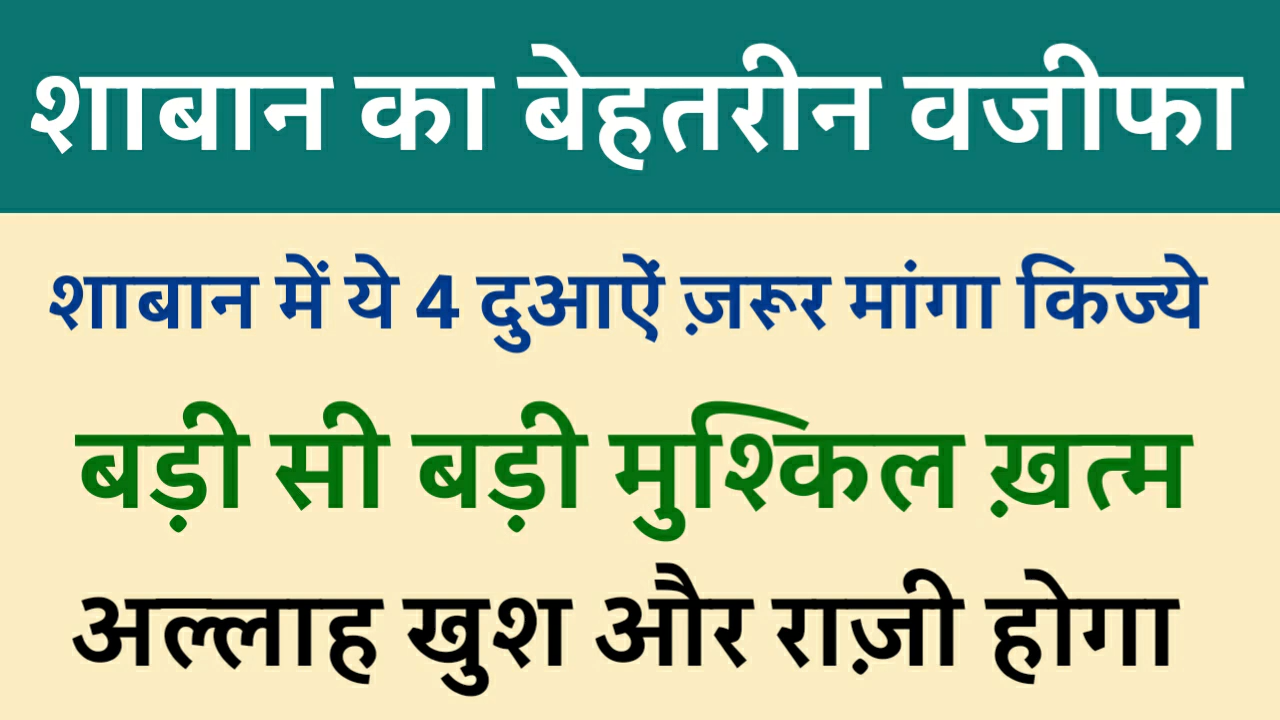 शाबान का बेहतरीन वजीफा
शाबान में ये 4 दुआऐं ज़रूर मांगा किज्ये
बड़ी सी बड़ी मुश्किल ख़त्म
अल्लाह खुश और राज़ी होगा